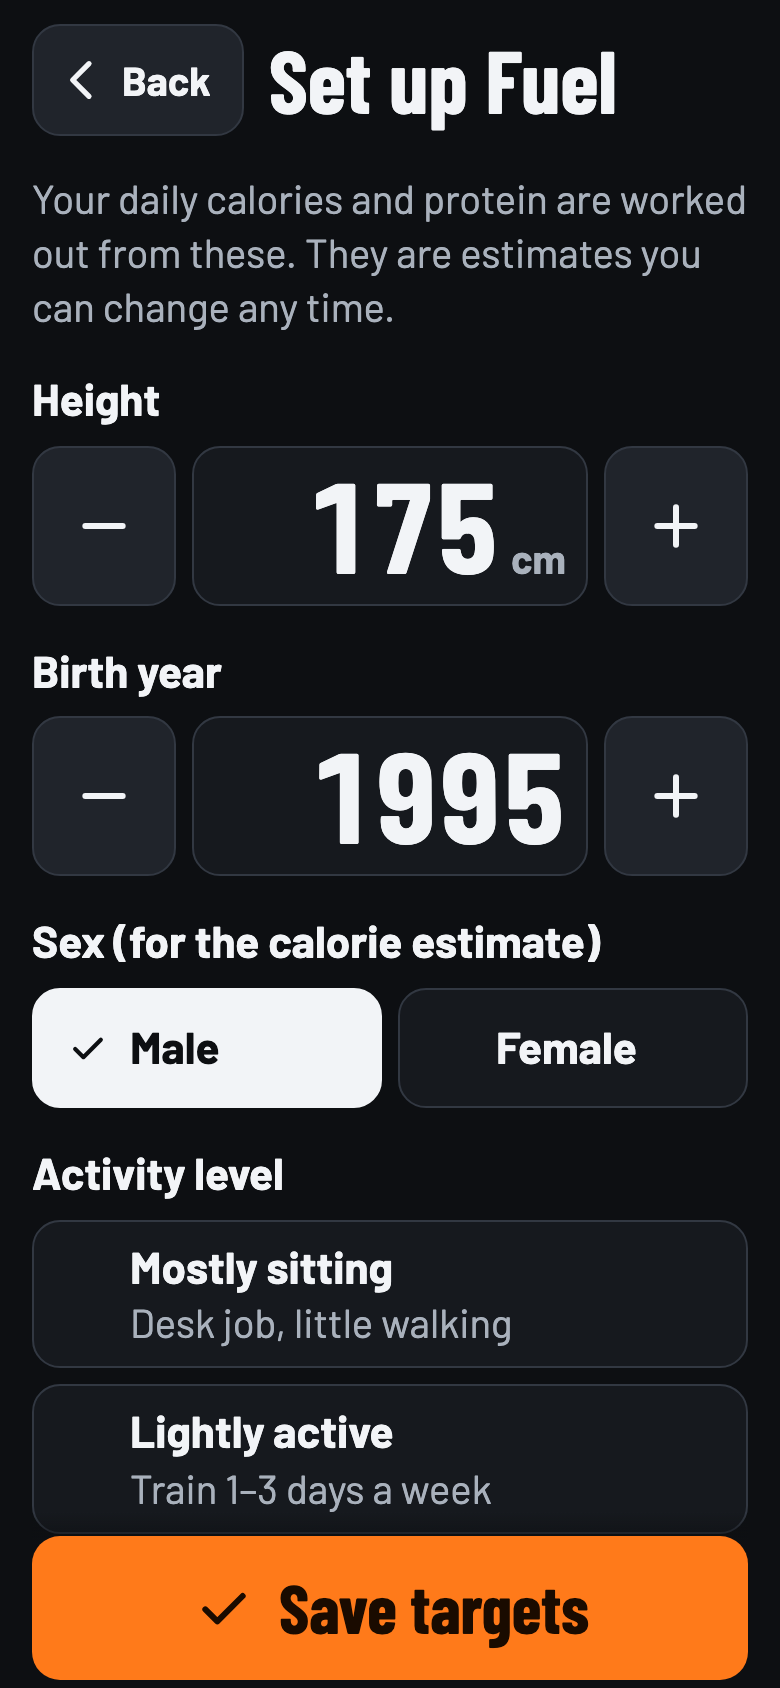 Back
Set up Fuel
Your daily calories and protein are worked
out from these. They are estimates you
can change any time.
Height
175 cm
Birth year
1995
Sex (for the calorie estimate)
Male
Female
Activity level
Mostly sitting
Desk job, little walking
Lightly active
Train 1–3 days a week
Save targets